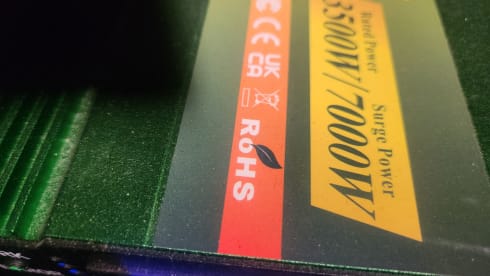 Rated Power
3500W/7000W
Surge Power
CE
UK
CA
RoHS